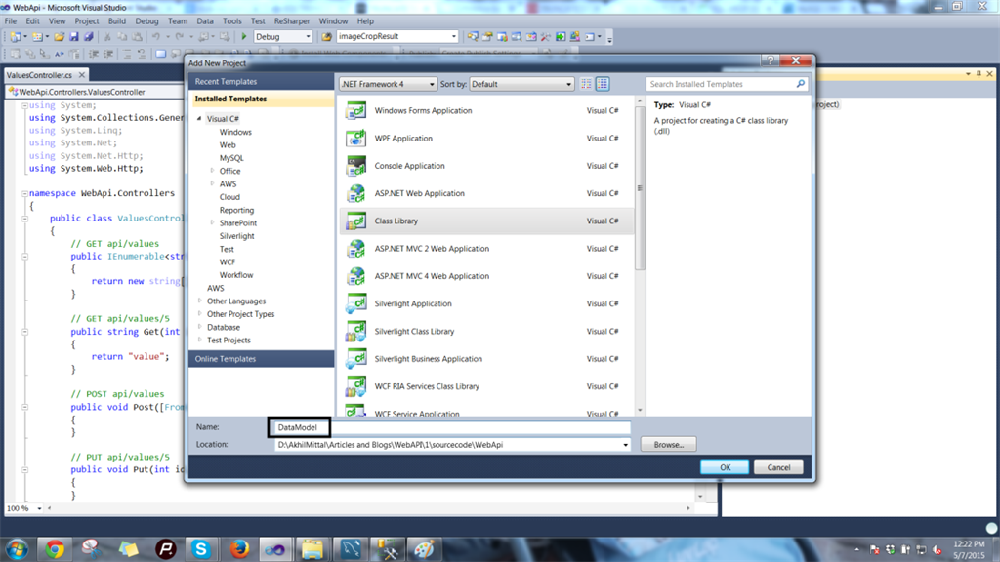 WebApi - Microsoft Visual Studio
File Edit View Project Build Debug Team Data Tools Test ReSharper Window Help
Debug imageCropResult
ValuesController.cs
WebApi.Controllers.ValuesController
using System;
using System.Collections.Gener
using System.Linq;
using System.Net;
using System.Net.Http;
using System.Web.Http;
namespace WebApi.Controllers
{
public class ValuesControl
{
// GET api/values
public IEnumerable<str
{
return new string[
}
// GET api/values/5
public string Get(int
{
return "value";
}
// POST api/values
public void Post([From
{
}
// PUT api/values/5
public void Put(int id
{
}
100 %
Add New Project
Recent Templates
Installed Templates
Visual C#
Windows
Web
MySQL
Office
AWS
Cloud
Reporting
SharePoint
Silverlight
Test
WCF
Workflow
AWS
Other Languages
Other Project Types
Database
Test Projects
Online Templates
.NET Framework 4 Sort by: Default
Windows Forms Application Visual C#
WPF Application Visual C#
Console Application Visual C#
ASP.NET Web Application Visual C#
Class Library Visual C#
ASP.NET MVC 2 Web Application Visual C#
ASP.NET MVC 4 Web Application Visual C#
Silverlight Application Visual C#
Silverlight Class Library Visual C#
Silverlight Business Application Visual C#
WCF RIA Services Class Library Visual C#
WCF Service Application Visual C#
Search Installed Templates
Type: Visual C#
A project for creating a C# class library
(.dll)
roject)
Name: DataModel
Location: D:\AkhilMittal\Articles and Blogs\WebAPI\1\sourcecode\WebApi
Browse...
OK Cancel
12:22 PM
5/7/2015